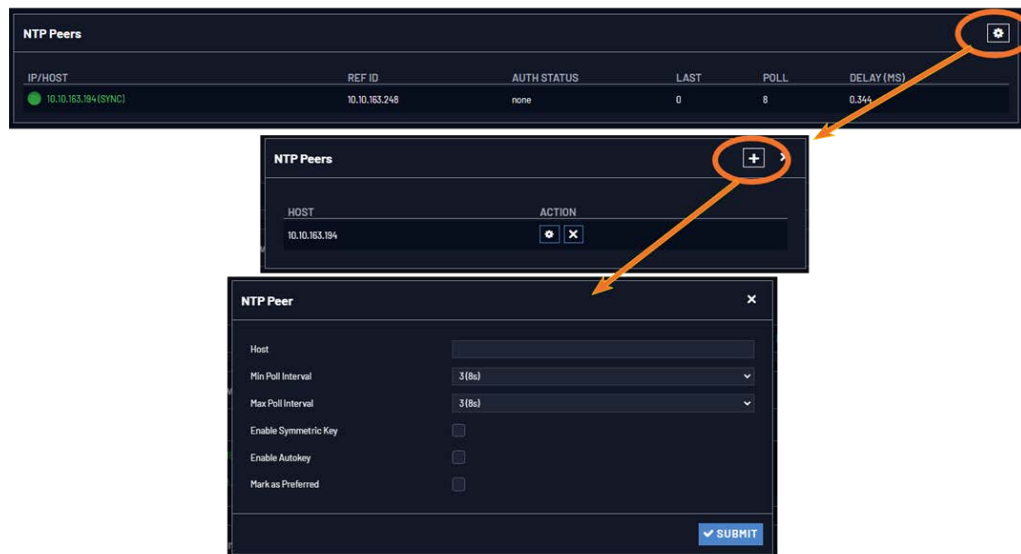 NTP Peers
IP/HOST REF ID AUTH STATUS LAST POLL DELAY (MS)
10.10.163.194 (SYNC) 10.10.163.248 none 0 8 0.344
NTP Peers
HOST ACTION
10.10.163.194
NTP Peer
Host
Min Poll Interval 3 (8s)
Max Poll Interval 3 (8s)
Enable Symmetric Key
Enable Autokey
Mark as Preferred
SUBMIT